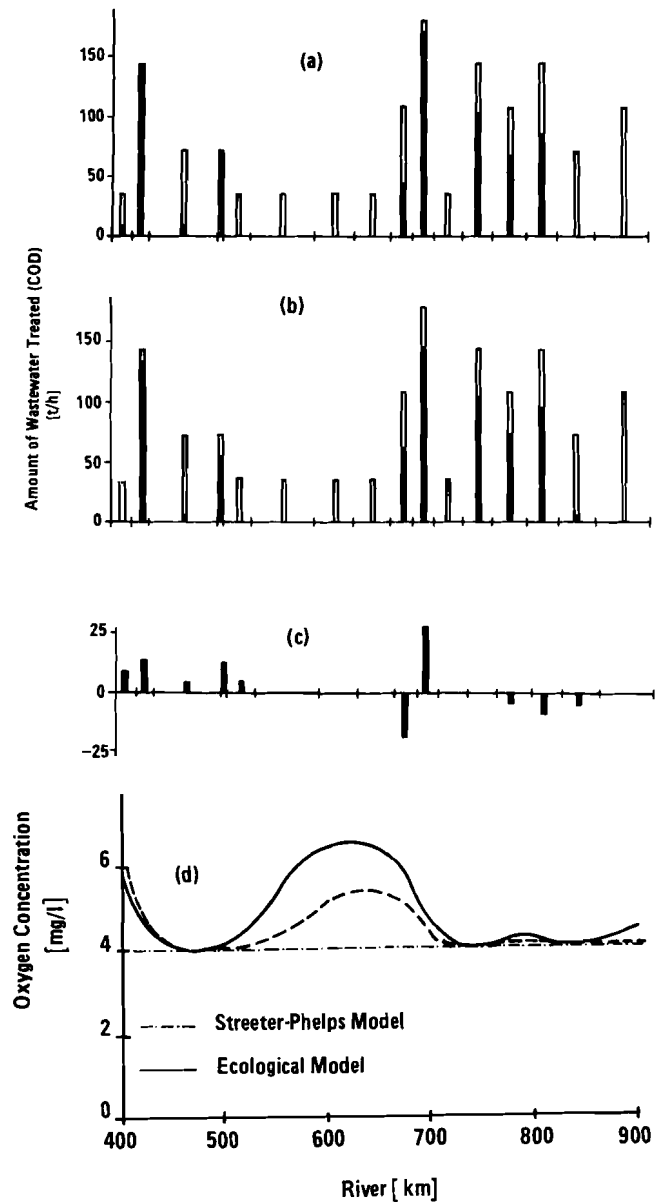 (a)
150
100
50
0
Amount of Wastewater Treated (COD)
[t/h]
(b)
150
100
50
0
(c)
25
0
−25
Oxygen Concentration
[mg/l]
(d)
6
4
2
0
Streeter-Phelps Model
Ecological Model
400 500 600 700 800 900
River [ km]